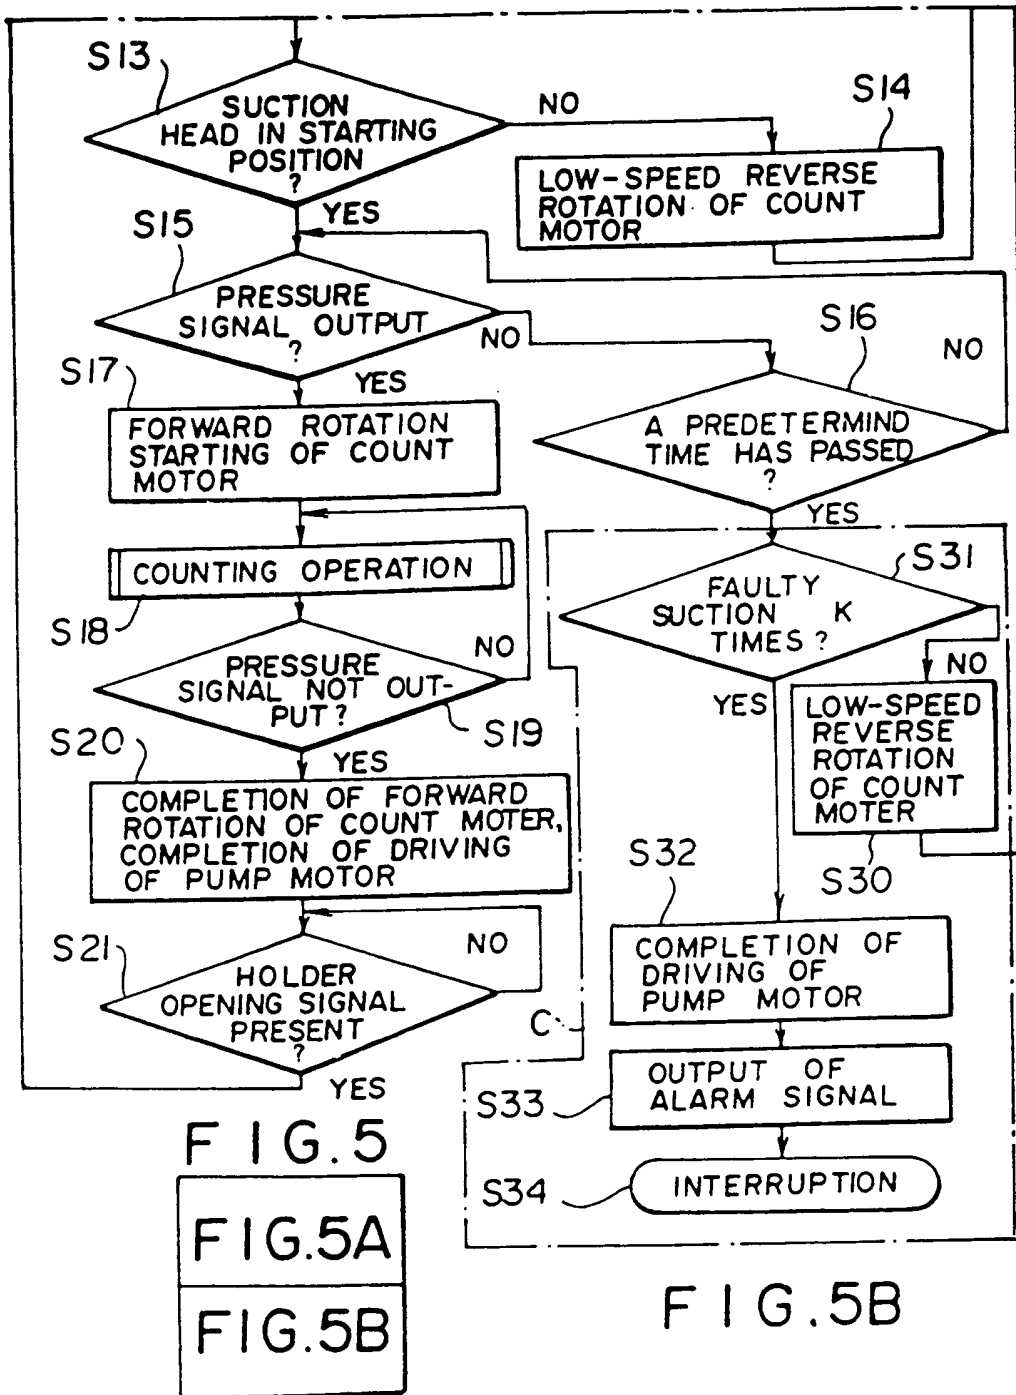 S13
SUCTION
HEAD IN STARTING
POSITION
?
NO
S14
LOW-SPEED REVERSE
ROTATION OF COUNT
MOTOR
YES
S15
PRESSURE
SIGNAL OUTPUT
?
NO
S16
NO
A PREDETERMIND
TIME HAS PASSED
?
YES
S17
YES
FORWARD ROTATION
STARTING OF COUNT
MOTOR
COUNTING OPERATION
S18
PRESSURE
SIGNAL NOT OUT-
PUT?
NO
S19
YES
S31
FAULTY
SUCTION K
TIMES?
NO
YES
LOW-SPEED
REVERSE
ROTATION
OF COUNT
MOTER
S30
S20
COMPLETION OF FORWARD
ROTATION OF COUNT MOTER,
COMPLETION OF DRIVING
OF PUMP MOTOR
S21
NO
HOLDER
OPENING SIGNAL
PRESENT
?
YES
S32
COMPLETION OF
DRIVING OF
PUMP MOTOR
C
S33
OUTPUT OF
ALARM SIGNAL
S34
INTERRUPTION
FIG.5
FIG.5A
FIG.5B
FIG.5B